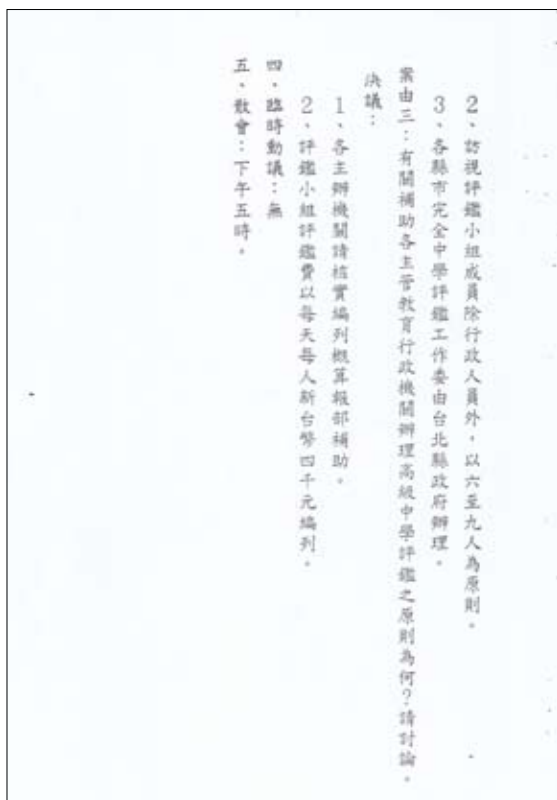 2、訪視評鑑小組成員除行政人員外，以六至九人為原則。
3、各縣市完全中學評鑑工作委由台北縣政府辦理。
案由三：有關補助各主管教育行政機關辦理高級中學評鑑之原則為何？請討論。
決議：
1、各主辦機關請核實編列概算報部補助。
2、評鑑小組評鑑費以每天每人新台幣四千元編列。
四、臨時動議：無
五、散會：下午五時。